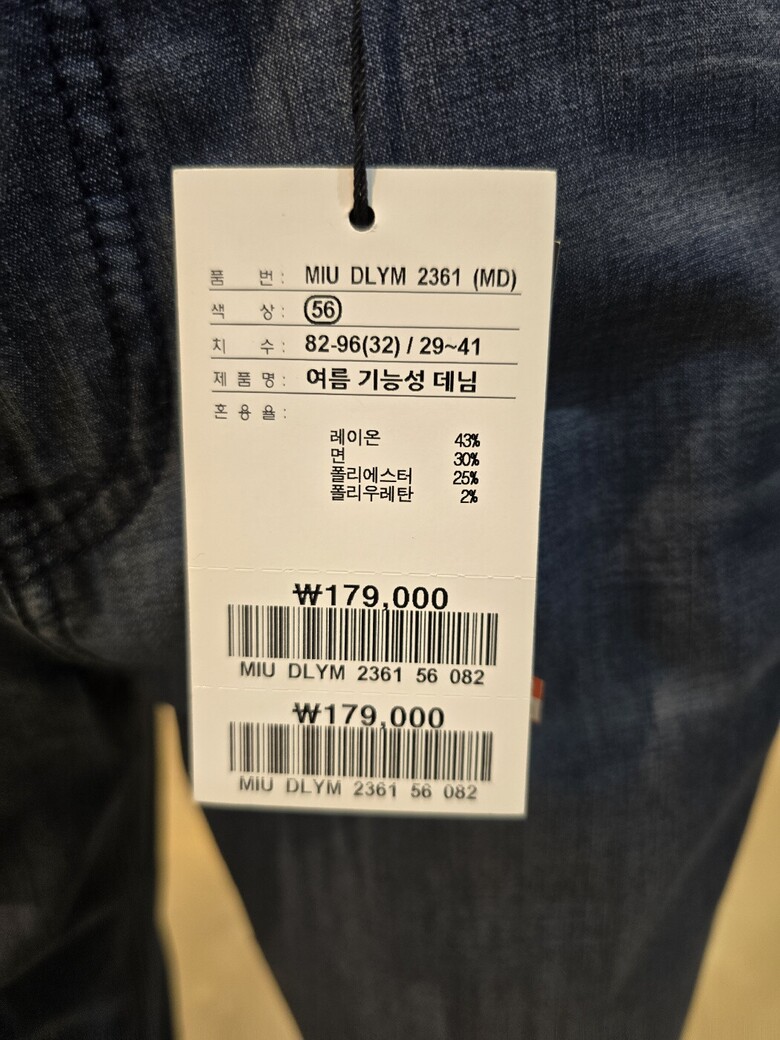 품 번 : MIU DLYM 2361 (MD)
색 상 : 56
치 수 : 82-96(32) / 29~41
제 품 명 : 여름 기능성 데님
혼 용 율 :
레이온 43%
면 30%
폴리에스터 25%
폴리우레탄 2%
₩179,000
MIU DLYM 2361 56 082
₩179,000
MIU DLYM 2361 56 082